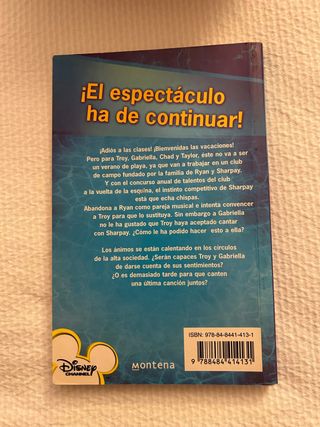 ¡El espectáculo
ha de continuar!
¡Adiós a las clases! ¡Bienvenidas las vacaciones!
Pero para Troy, Gabriella, Chad y Taylor, éste no va a ser
un verano de playa, ya que van a trabajar en un club
de campo fundado por la familia de Ryan y Sharpay.
Y con el concurso anual de talentos del club
a la vuelta de la esquina, el instinto competitivo de Sharpay
está que echa chispas.
Abandona a Ryan como pareja musical e intenta convencer
a Troy para que lo sustituya. Sin embargo a Gabriella
no le ha gustado que Troy haya aceptado cantar
con Sharpay. ¿Cómo le ha podido hacer esto a ella?
Los ánimos se están calentando en los círculos
de la alta sociedad. ¿Serán capaces Troy y Gabriella
de darse cuenta de sus sentimientos?
¿O es demasiado tarde para que canten
una última canción juntos?
ISBN: 978-84-8441-413-1
9 788484 414131
Disney
CHANNEL
montena